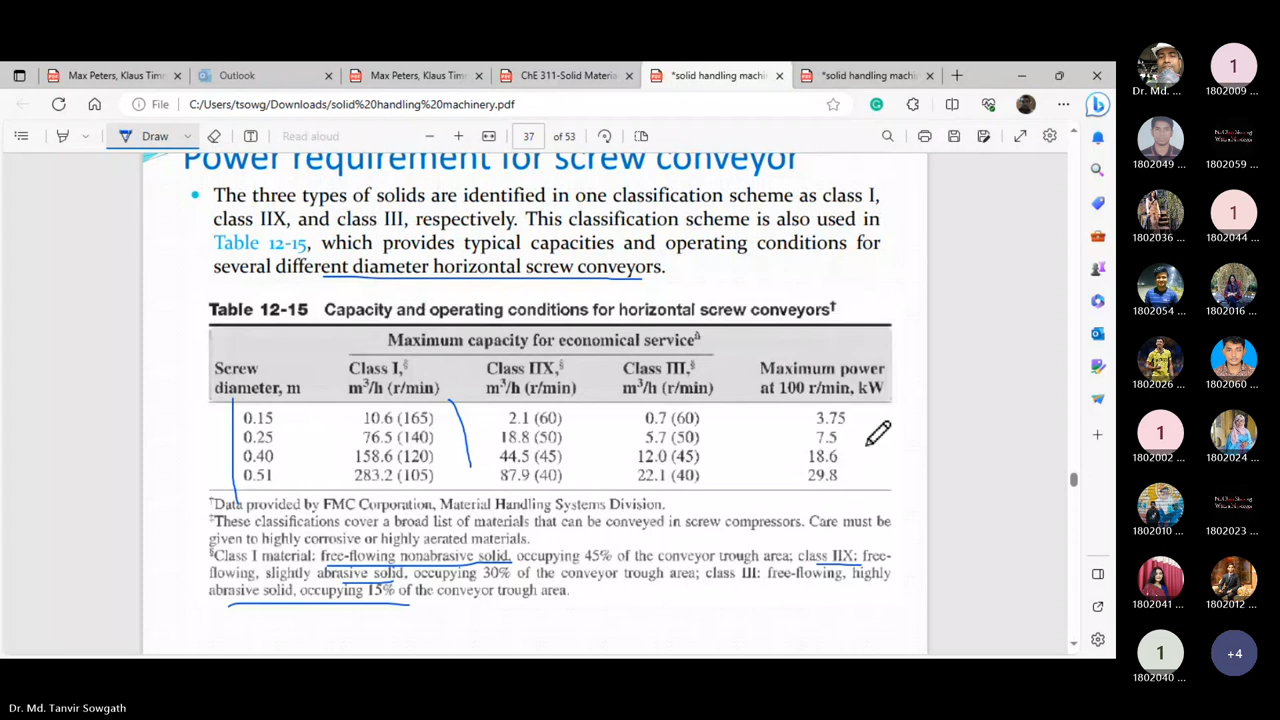 Max Peters, Klaus Timr
Outlook
Max Peters, Klaus Timr
ChE 311-Solid Materia
*solid handling machi
*solid handling machi
File
C:/Users/tsowg/Downloads/solid%20handling%20machinery.pdf
Draw
Read aloud
37
of 53
Power requirement for screw conveyor
• The three types of solids are identified in one classification scheme as class I,
class IIX, and class III, respectively. This classification scheme is also used in
Table 12-15, which provides typical capacities and operating conditions for
several different diameter horizontal screw conveyors.
Table 12-15 Capacity and operating conditions for horizontal screw conveyors†
Maximum capacity for economical service‡
Screw diameter, m
Class I,§ m³/h (r/min)
Class IIX,§ m³/h (r/min)
Class III,§ m³/h (r/min)
Maximum power at 100 r/min, kW
0.15 10.6 (165) 2.1 (60) 0.7 (60) 3.75
0.25 76.5 (140) 18.8 (50) 5.7 (50) 7.5
0.40 158.6 (120) 44.5 (45) 12.0 (45) 18.6
0.51 283.2 (105) 87.9 (40) 22.1 (40) 29.8
†Data provided by FMC Corporation, Material Handling Systems Division.
‡These classifications cover a broad list of materials that can be conveyed in screw compressors. Care must be
given to highly corrosive or highly aerated materials.
§Class I material: free-flowing nonabrasive solid, occupying 45% of the conveyor trough area; class IIX: free-
flowing, slightly abrasive solid, occupying 30% of the conveyor trough area; class III: free-flowing, highly
abrasive solid, occupying 15% of the conveyor trough area.
Dr. Md. ...
1
1802009 ...
1802049 ...
1802059 ...
1802036 ...
1
1802044 ...
1802054 ...
1802016 ...
1802026 ...
1802060 ...
1
1802002 ...
1802024 ...
1802010 ...
1802023 ...
1802041 ...
1802012 ...
1
1802040 ...
+4
Dr. Md. Tanvir Sowgath